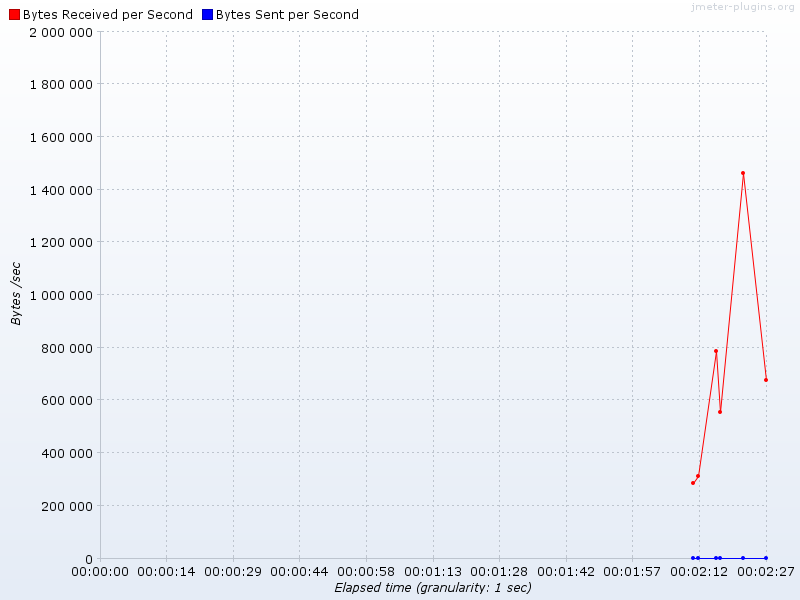 Bytes Received per Second Bytes Sent per Second
jmeter-plugins.org
2 000 000
1 800 000
1 600 000
1 400 000
1 200 000
1 000 000
800 000
600 000
400 000
200 000
0
Bytes /sec
00:00:00 00:00:14 00:00:29 00:00:44 00:00:58 00:01:13 00:01:28 00:01:42 00:01:57 00:02:12 00:02:27
Elapsed time (granularity: 1 sec)